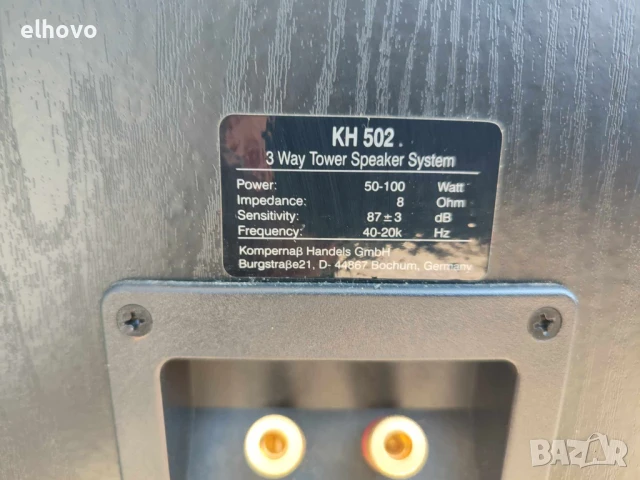 elhovo
KH 502
3 Way Tower Speaker System
Power: 50-100 Watt
Impedance: 8 Ohm
Sensitivity: 87±3 dB
Frequency: 40-20k Hz
Kompernaß Handels GmbH
Burgstraße21, D- 44867 Bochum, Germany
BAZAR